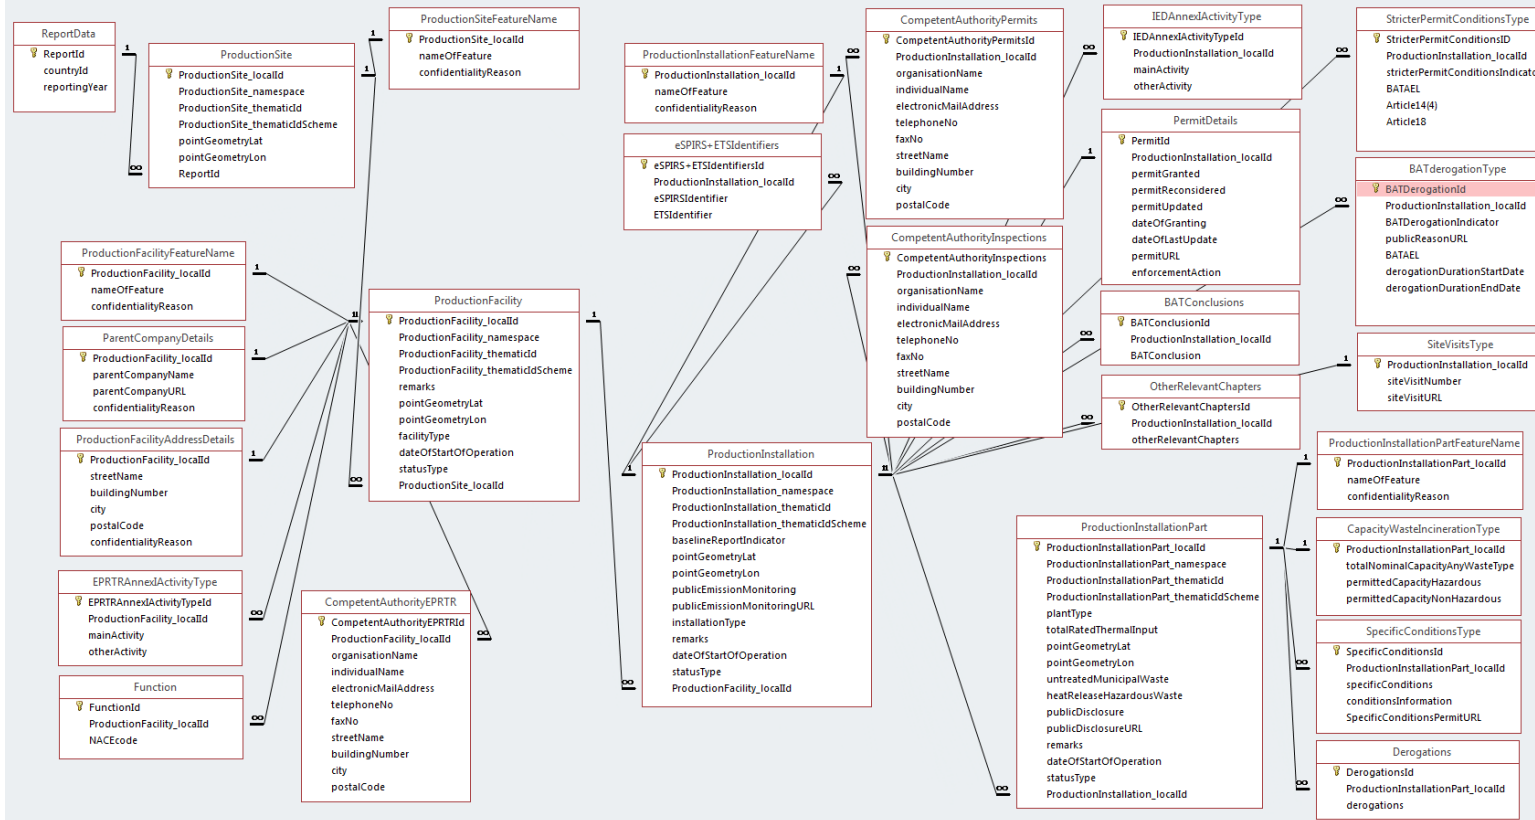 ReportData
ReportId
countryId
reportingYear
ProductionSite
ProductionSite_localId
ProductionSite_namespace
ProductionSite_thematicId
ProductionSite_thematicIdScheme
pointGeometryLat
pointGeometryLon
ReportId
ProductionSiteFeatureName
ProductionSite_localId
nameOfFeature
confidentialityReason
ProductionFacilityFeatureName
ProductionFacility_localId
nameOfFeature
confidentialityReason
ParentCompanyDetails
ProductionFacility_localId
parentCompanyName
parentCompanyURL
confidentialityReason
ProductionFacilityAddressDetails
ProductionFacility_localId
streetName
buildingNumber
city
postalCode
confidentialityReason
EPRTRAnnexIActivityType
EPRTRAnnexIActivityTypeId
ProductionFacility_localId
mainActivity
otherActivity
Function
FunctionId
ProductionFacility_localId
NACEcode
ProductionFacility
ProductionFacility_localId
ProductionFacility_namespace
ProductionFacility_thematicId
ProductionFacility_thematicIdScheme
remarks
pointGeometryLat
pointGeometryLon
facilityType
dateOfStartOfOperation
statusType
ProductionSite_localId
CompetentAuthorityEPRTR
CompetentAuthorityEPRTRId
ProductionFacility_localId
organisationName
individualName
electronicMailAddress
telephoneNo
faxNo
streetName
buildingNumber
city
postalCode
ProductionInstallationFeatureName
ProductionInstallation_localId
nameOfFeature
confidentialityReason
eSPIRS+ETSIdentifiers
eSPIRS+ETSIdentifiersId
ProductionInstallation_localId
eSPIRSIdentifier
ETSIdentifier
ProductionInstallation
ProductionInstallation_localId
ProductionInstallation_namespace
ProductionInstallation_thematicId
ProductionInstallation_thematicIdScheme
baselineReportIndicator
pointGeometryLat
pointGeometryLon
publicEmissionMonitoring
publicEmissionMonitoringURL
installationType
remarks
dateOfStartOfOperation
statusType
ProductionFacility_localId
CompetentAuthorityPermits
CompetentAuthorityPermitsId
ProductionInstallation_localId
organisationName
individualName
electronicMailAddress
telephoneNo
faxNo
streetName
buildingNumber
city
postalCode
CompetentAuthorityInspections
CompetentAuthorityInspections
ProductionInstallation_localId
organisationName
individualName
electronicMailAddress
telephoneNo
faxNo
streetName
buildingNumber
city
postalCode
IEDAnnexIActivityType
IEDAnnexIActivityTypeId
ProductionInstallation_localId
mainActivity
otherActivity
PermitDetails
PermitId
ProductionInstallation_localId
permitGranted
permitReconsidered
permitUpdated
dateOfGranting
dateOfLastUpdate
permitURL
enforcementAction
BATConclusions
BATConclusionId
ProductionInstallation_localId
BATConclusion
OtherRelevantChapters
OtherRelevantChaptersId
ProductionInstallation_localId
otherRelevantChapters
StricterPermitConditionsType
StricterPermitConditionsID
ProductionInstallation_localId
stricterPermitConditionsIndicato
BATAEL
Article14(4)
Article18
BATderogationType
BATDerogationId
ProductionInstallation_localId
BATDerogationIndicator
publicReasonURL
BATAEL
derogationDurationStartDate
derogationDurationEndDate
SiteVisitsType
ProductionInstallation_localId
siteVisitNumber
siteVisitURL
ProductionInstallationPart
ProductionInstallationPart_localId
ProductionInstallationPart_namespace
ProductionInstallationPart_thematicId
ProductionInstallationPart_thematicIdScheme
plantType
totalRatedThermalInput
pointGeometryLat
pointGeometryLon
untreatedMunicipalWaste
heatReleaseHazardousWaste
publicDisclosure
publicDisclosureURL
remarks
dateOfStartOfOperation
statusType
ProductionInstallation_localId
ProductionInstallationPartFeatureName
ProductionInstallationPart_localId
nameOfFeature
confidentialityReason
CapacityWasteIncinerationType
ProductionInstallationPart_localId
totalNominalCapacityAnyWasteType
permittedCapacityHazardous
permittedCapacityNonHazardous
SpecificConditionsType
SpecificConditionsId
ProductionInstallationPart_localId
specificConditions
conditionsInformation
SpecificConditionsPermitURL
Derogations
DerogationsId
ProductionInstallationPart_localId
derogations